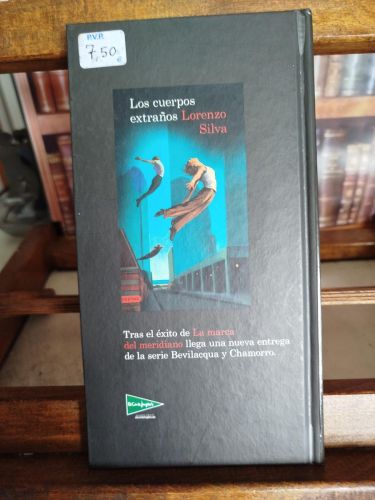 P.V.P.
7,50
€
Los cuerpos
extraños Lorenzo
Silva
Tras el éxito de La marca
del meridiano llega una nueva entrega
de la serie Bevilacqua y Chamorro.
El Corte Inglés